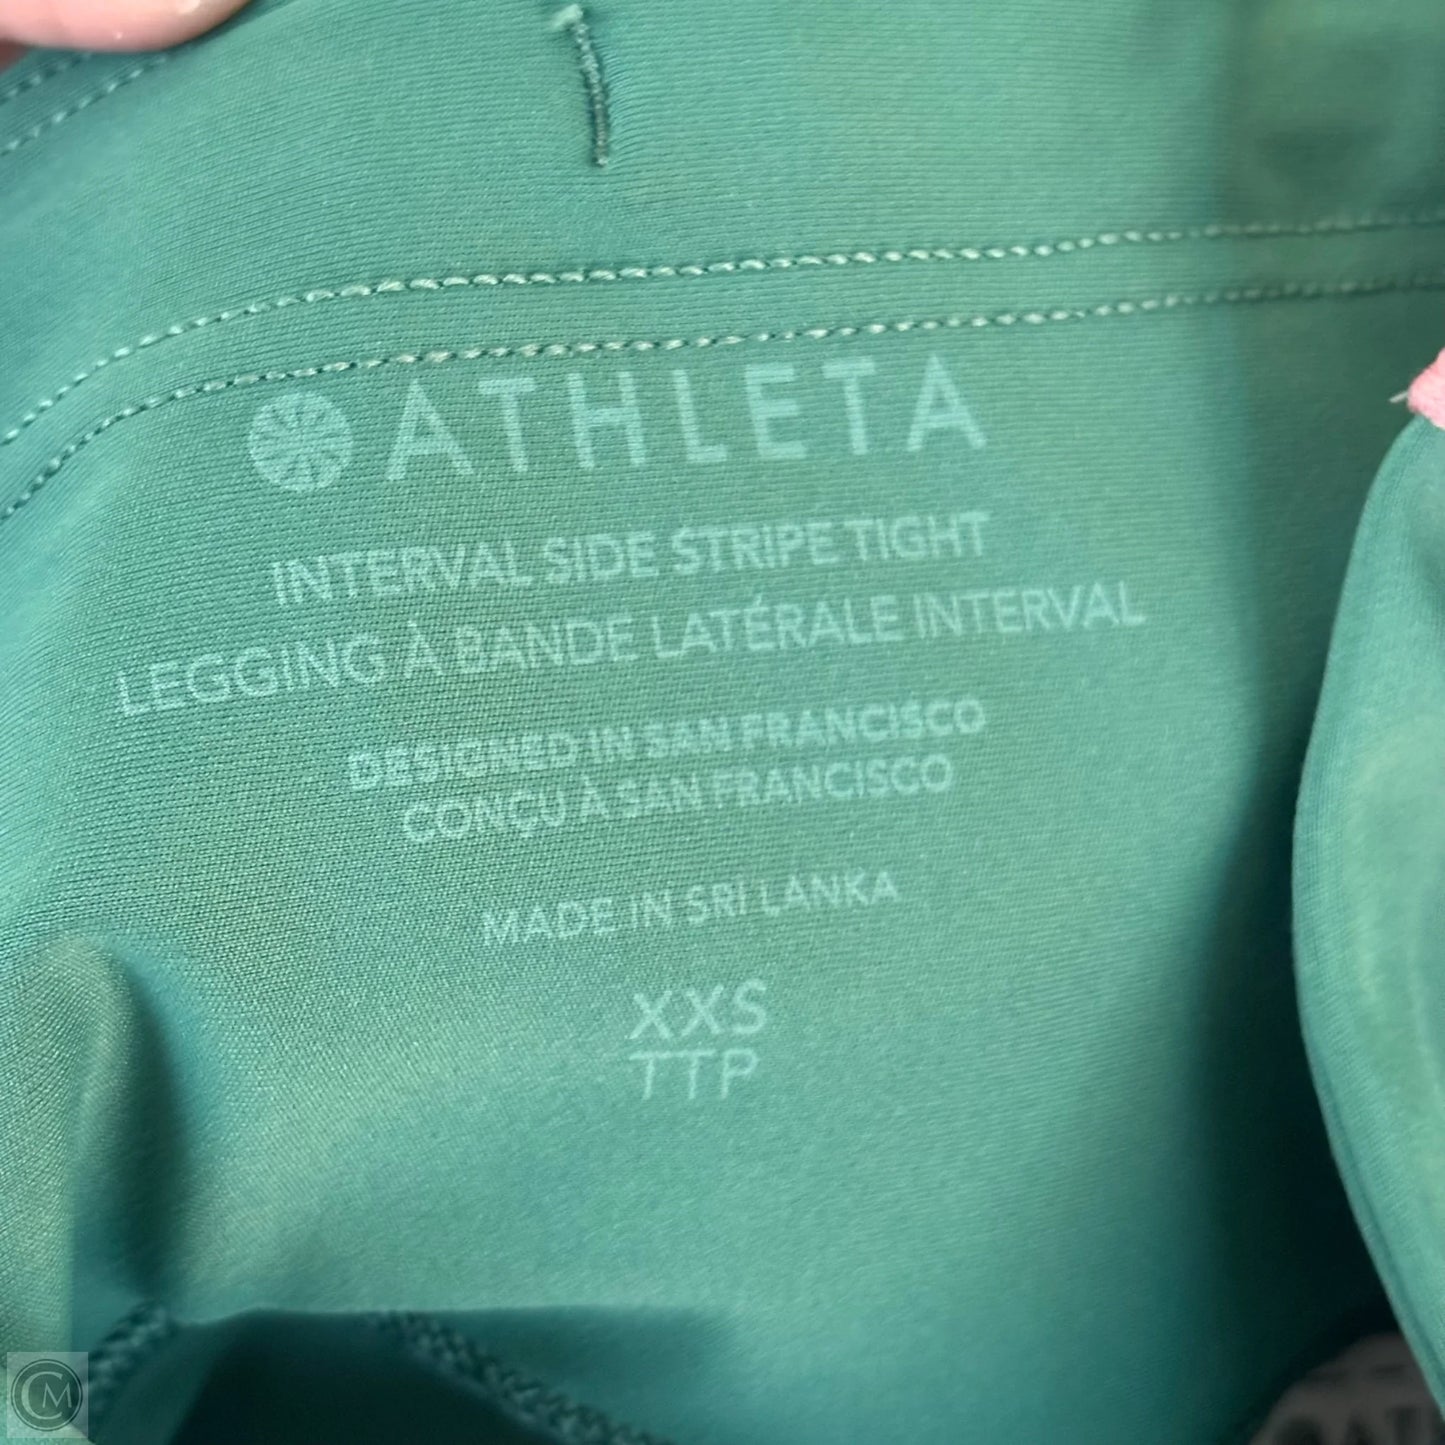 ATHLETA
INTERVAL SIDE STRIPE TIGHT
LEGGING À BANDE LATÉRALE INTERVAL
DESIGNED IN SAN FRANCISCO
CONÇU À SAN FRANCISCO
MADE IN SRI LANKA
XXS
TTP
CM